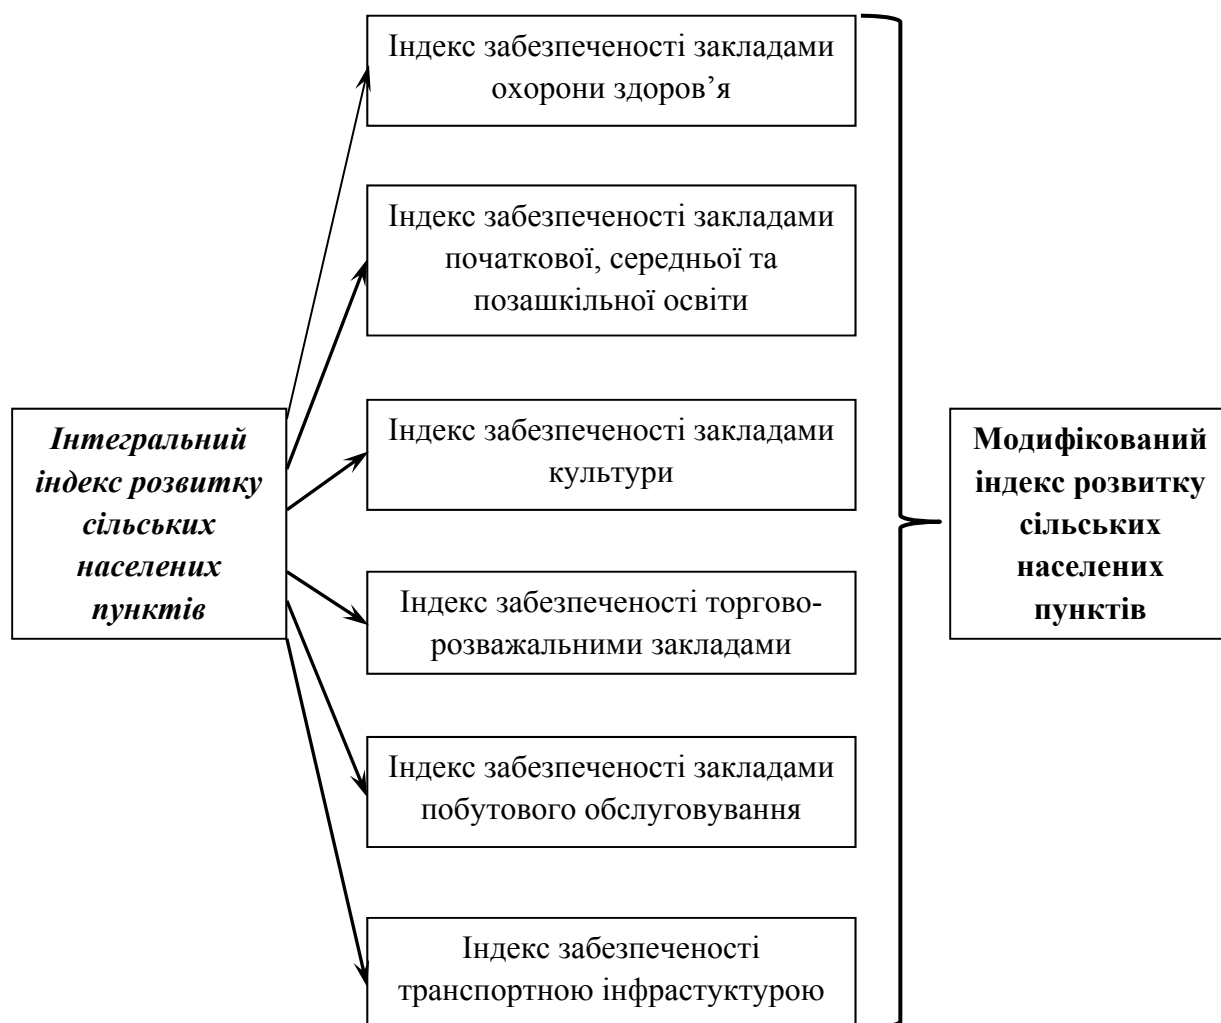 Індекс забезпеченості закладами
охорони здоров’я
Індекс забезпеченості закладами
початкової, середньої та
позашкільної освіти
Інтегральний
індекс розвитку
сільських
населених
пунктів
Індекс забезпеченості закладами
культури
Індекс забезпеченості торгово-
розважальними закладами
Індекс забезпеченості закладами
побутового обслуговування
Індекс забезпеченості
транспортною інфрастуктурою
Модифікований
індекс розвитку
сільських
населених
пунктів